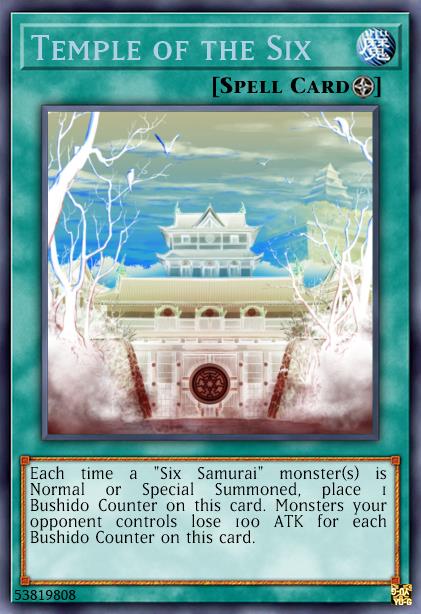 Temple of the Six
魔
[Spell Card]
Each time a "Six Samurai" monster(s) is
Normal or Special Summoned, place 1
Bushido Counter on this card. Monsters your
opponent controls lose 100 ATK for each
Bushido Counter on this card.
53819808